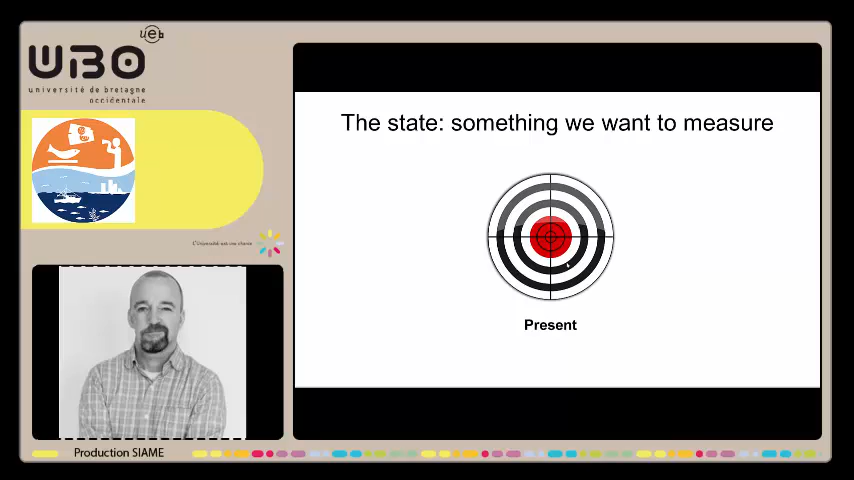 ueb
UBO
université de bretagne
occidentale
L'Université est une chance
The state: something we want to measure
Present
Production SIAME